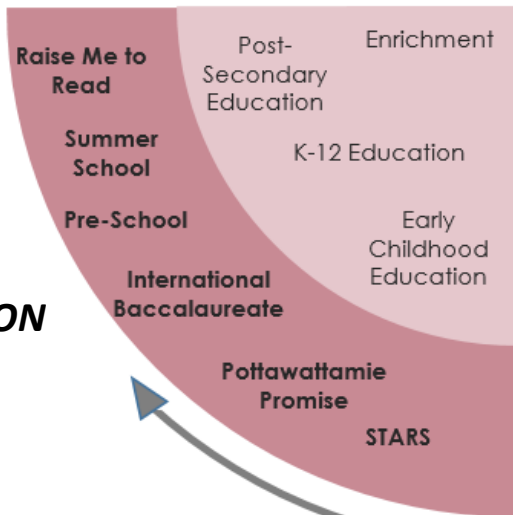 Raise Me to
Read
Summer
School
Pre-School
International
Baccalaureate
Pottawattamie
Promise
STARS
Post-
Secondary
Education
Enrichment
K-12 Education
Early
Childhood
Education
ON